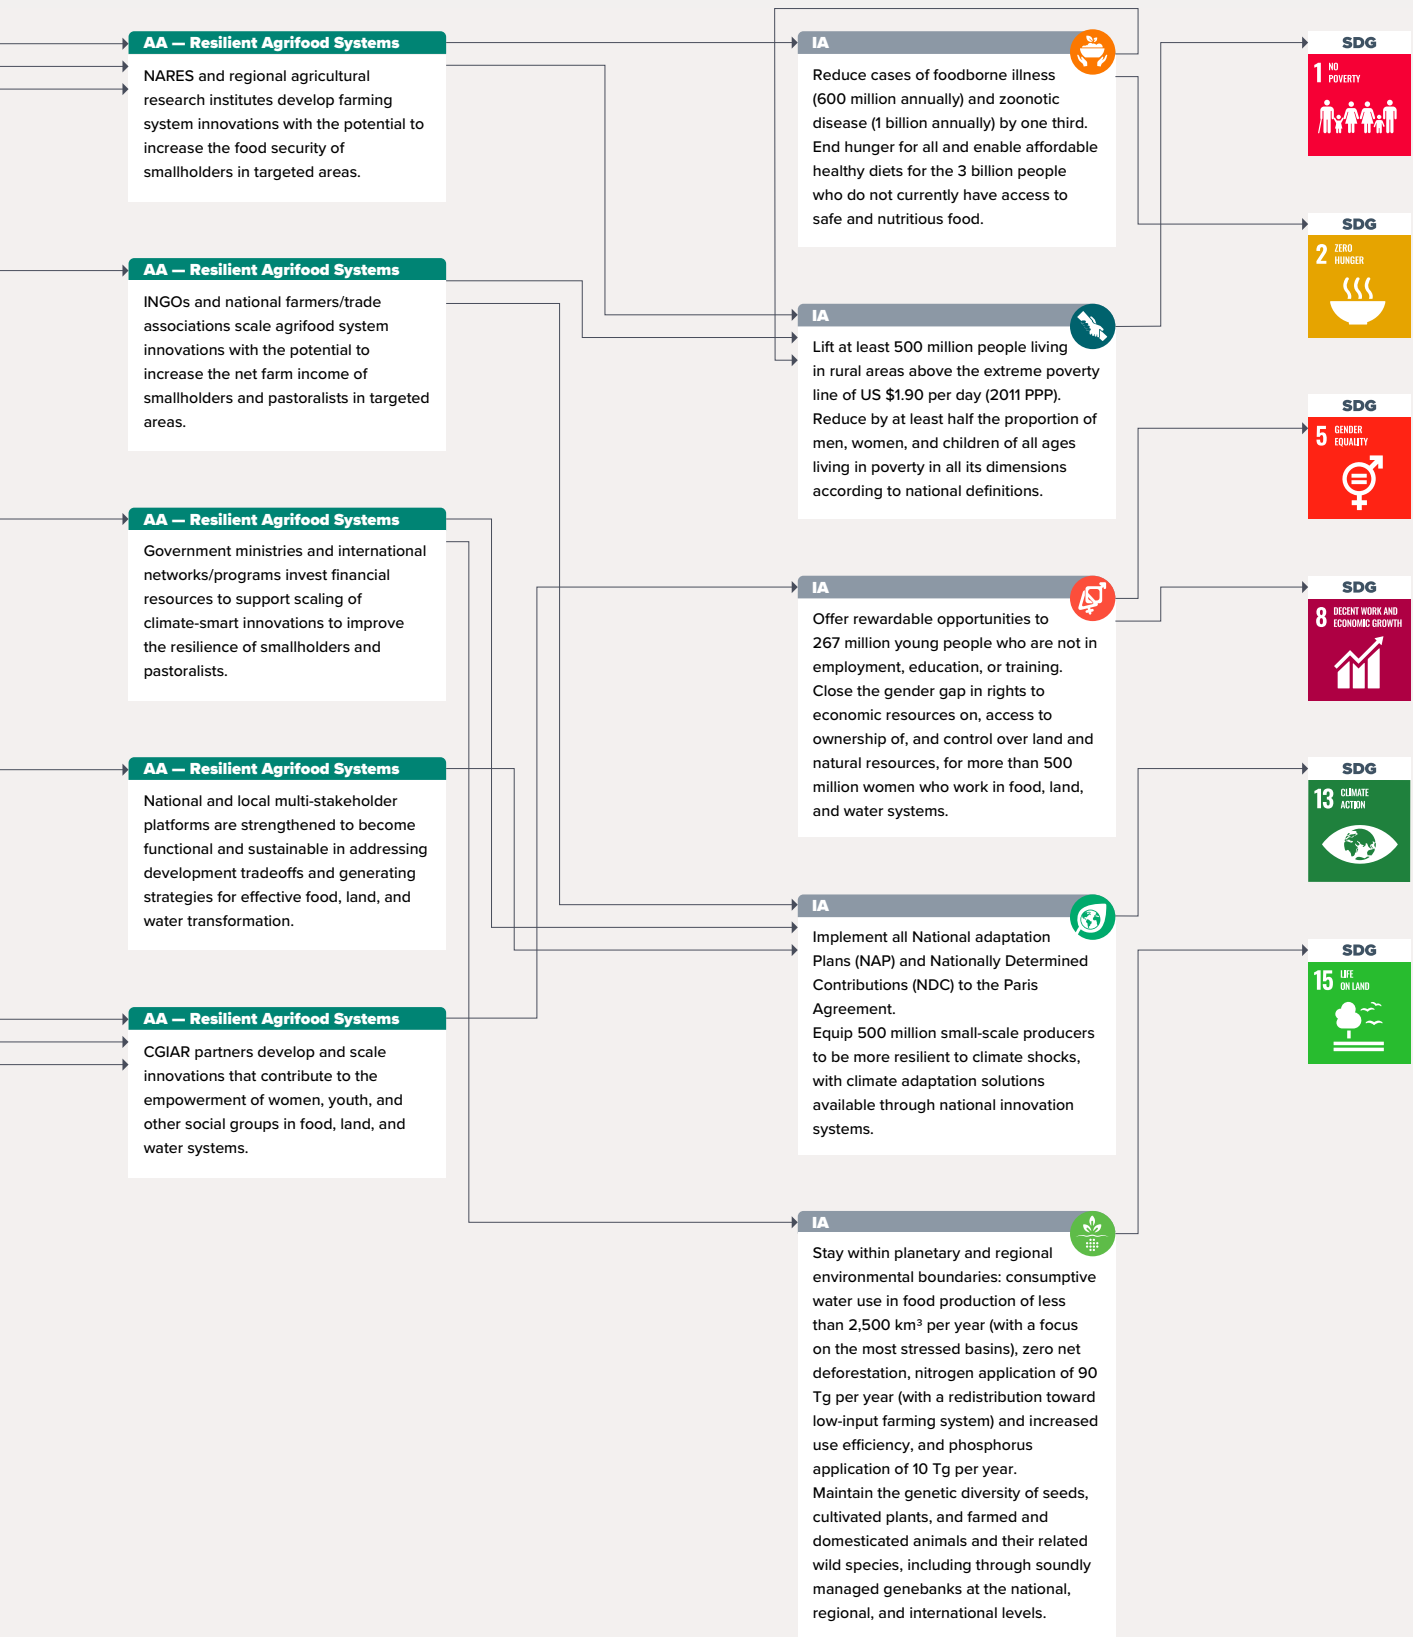 AA — Resilient Agrifood Systems
NARES and regional agricultural
research institutes develop farming
system innovations with the potential to
increase the food security of
smallholders in targeted areas.
AA — Resilient Agrifood Systems
INGOs and national farmers/trade
associations scale agrifood system
innovations with the potential to
increase the net farm income of
smallholders and pastoralists in targeted
areas.
AA — Resilient Agrifood Systems
Government ministries and international
networks/programs invest financial
resources to support scaling of
climate-smart innovations to improve
the resilience of smallholders and
pastoralists.
AA — Resilient Agrifood Systems
National and local multi-stakeholder
platforms are strengthened to become
functional and sustainable in addressing
development tradeoffs and generating
strategies for effective food, land, and
water transformation.
AA — Resilient Agrifood Systems
CGIAR partners develop and scale
innovations that contribute to the
empowerment of women, youth, and
other social groups in food, land, and
water systems.
IA
Reduce cases of foodborne illness
(600 million annually) and zoonotic
disease (1 billion annually) by one third.
End hunger for all and enable affordable
healthy diets for the 3 billion people
who do not currently have access to
safe and nutritious food.
IA
Lift at least 500 million people living
in rural areas above the extreme poverty
line of US $1.90 per day (2011 PPP).
Reduce by at least half the proportion of
men, women, and children of all ages
living in poverty in all its dimensions
according to national definitions.
IA
Offer rewardable opportunities to
267 million young people who are not in
employment, education, or training.
Close the gender gap in rights to
economic resources on, access to
ownership of, and control over land and
natural resources, for more than 500
million women who work in food, land,
and water systems.
IA
Implement all National adaptation
Plans (NAP) and Nationally Determined
Contributions (NDC) to the Paris
Agreement.
Equip 500 million small-scale producers
to be more resilient to climate shocks,
with climate adaptation solutions
available through national innovation
systems.
IA
Stay within planetary and regional
environmental boundaries: consumptive
water use in food production of less
than 2,500 km³ per year (with a focus
on the most stressed basins), zero net
deforestation, nitrogen application of 90
Tg per year (with a redistribution toward
low-input farming system) and increased
use efficiency, and phosphorus
application of 10 Tg per year.
Maintain the genetic diversity of seeds,
cultivated plants, and farmed and
domesticated animals and their related
wild species, including through soundly
managed genebanks at the national,
regional, and international levels.
SDG
1 NO
POVERTY
SDG
2 ZERO
HUNGER
SDG
5 GENDER
EQUALITY
SDG
8 DECENT WORK AND
ECONOMIC GROWTH
SDG
13 CLIMATE
ACTION
SDG
15 LIFE
ON LAND